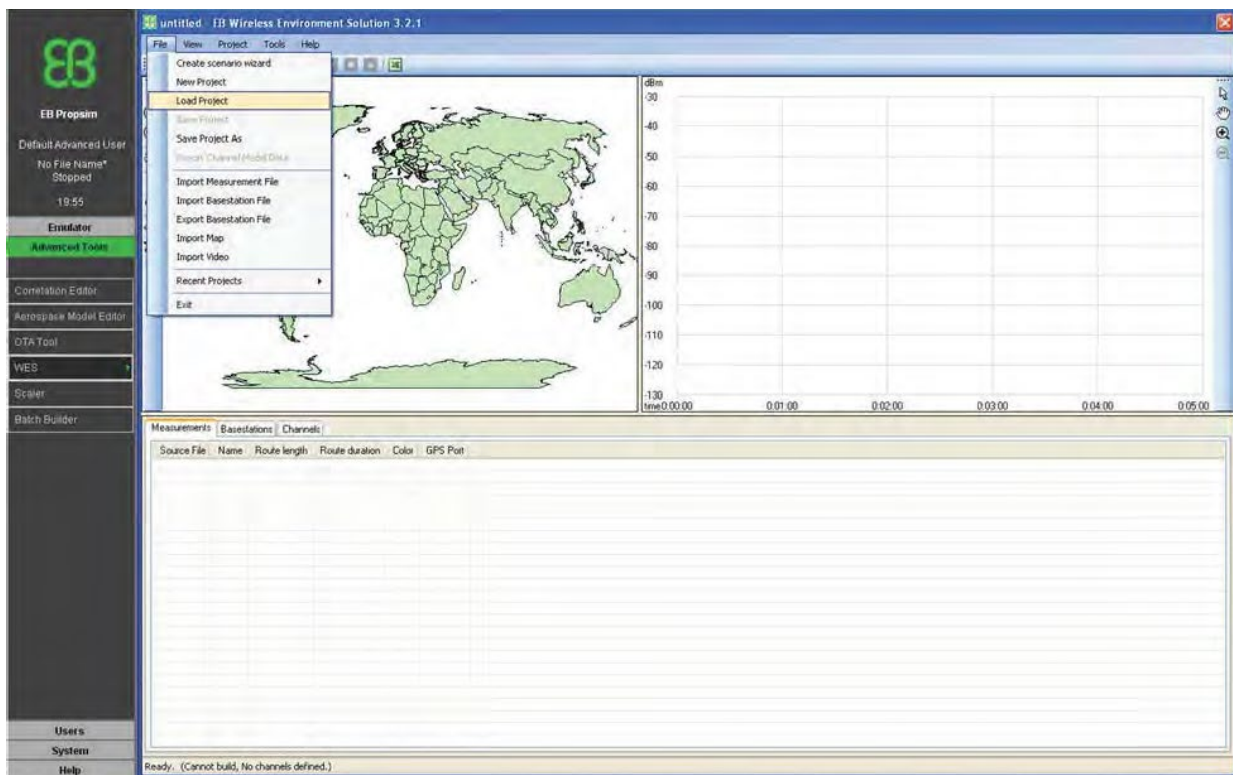 EB
EB Propsim
Default Advanced User
No File Name*
Stopped
19:55
Emulator
Advanced Tools
Correlation Editor
Aerospace Model Editor
OTA Tool
WES
Scaler
Batch Builder
Users
System
Help
untitled - EB Wireless Environment Solution 3.2.1
File View Project Tools Help
Create scenario wizard
New Project
Load Project
Save Project
Save Project As
Import Measurement File
Import Basestation File
Export Basestation File
Import Map
Import Video
Recent Projects
Exit
dBm
-30
-40
-50
-60
-70
-80
-90
-100
-110
-120
-130
time 0:00:00 0:01:00 0:02:00 0:03:00 0:04:00 0:05:00
Measurements Basestations Channels
Source File Name Route length Route duration Color GPS Port
Ready. (Cannot build, No channels defined.)